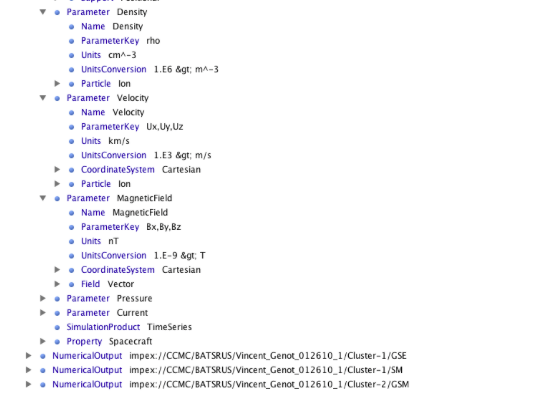 Parameter Density
Name Density
ParameterKey rho
Units cm^-3
UnitsConversion 1.E6 &gt; m^-3
Particle Ion
Parameter Velocity
Name Velocity
ParameterKey Ux,Uy,Uz
Units km/s
UnitsConversion 1.E3 &gt; m/s
CoordinateSystem Cartesian
Particle Ion
Parameter MagneticField
Name MagneticField
ParameterKey Bx,By,Bz
Units nT
UnitsConversion 1.E-9 &gt; T
CoordinateSystem Cartesian
Field Vector
Parameter Pressure
Parameter Current
SimulationProduct TimeSeries
Property Spacecraft
NumericalOutput impex://CCMC/BATSRUS/Vincent_Genot_012610_1/Cluster-1/GSE
NumericalOutput impex://CCMC/BATSRUS/Vincent_Genot_012610_1/Cluster-1/SM
NumericalOutput impex://CCMC/BATSRUS/Vincent_Genot_012610_1/Cluster-2/GSM